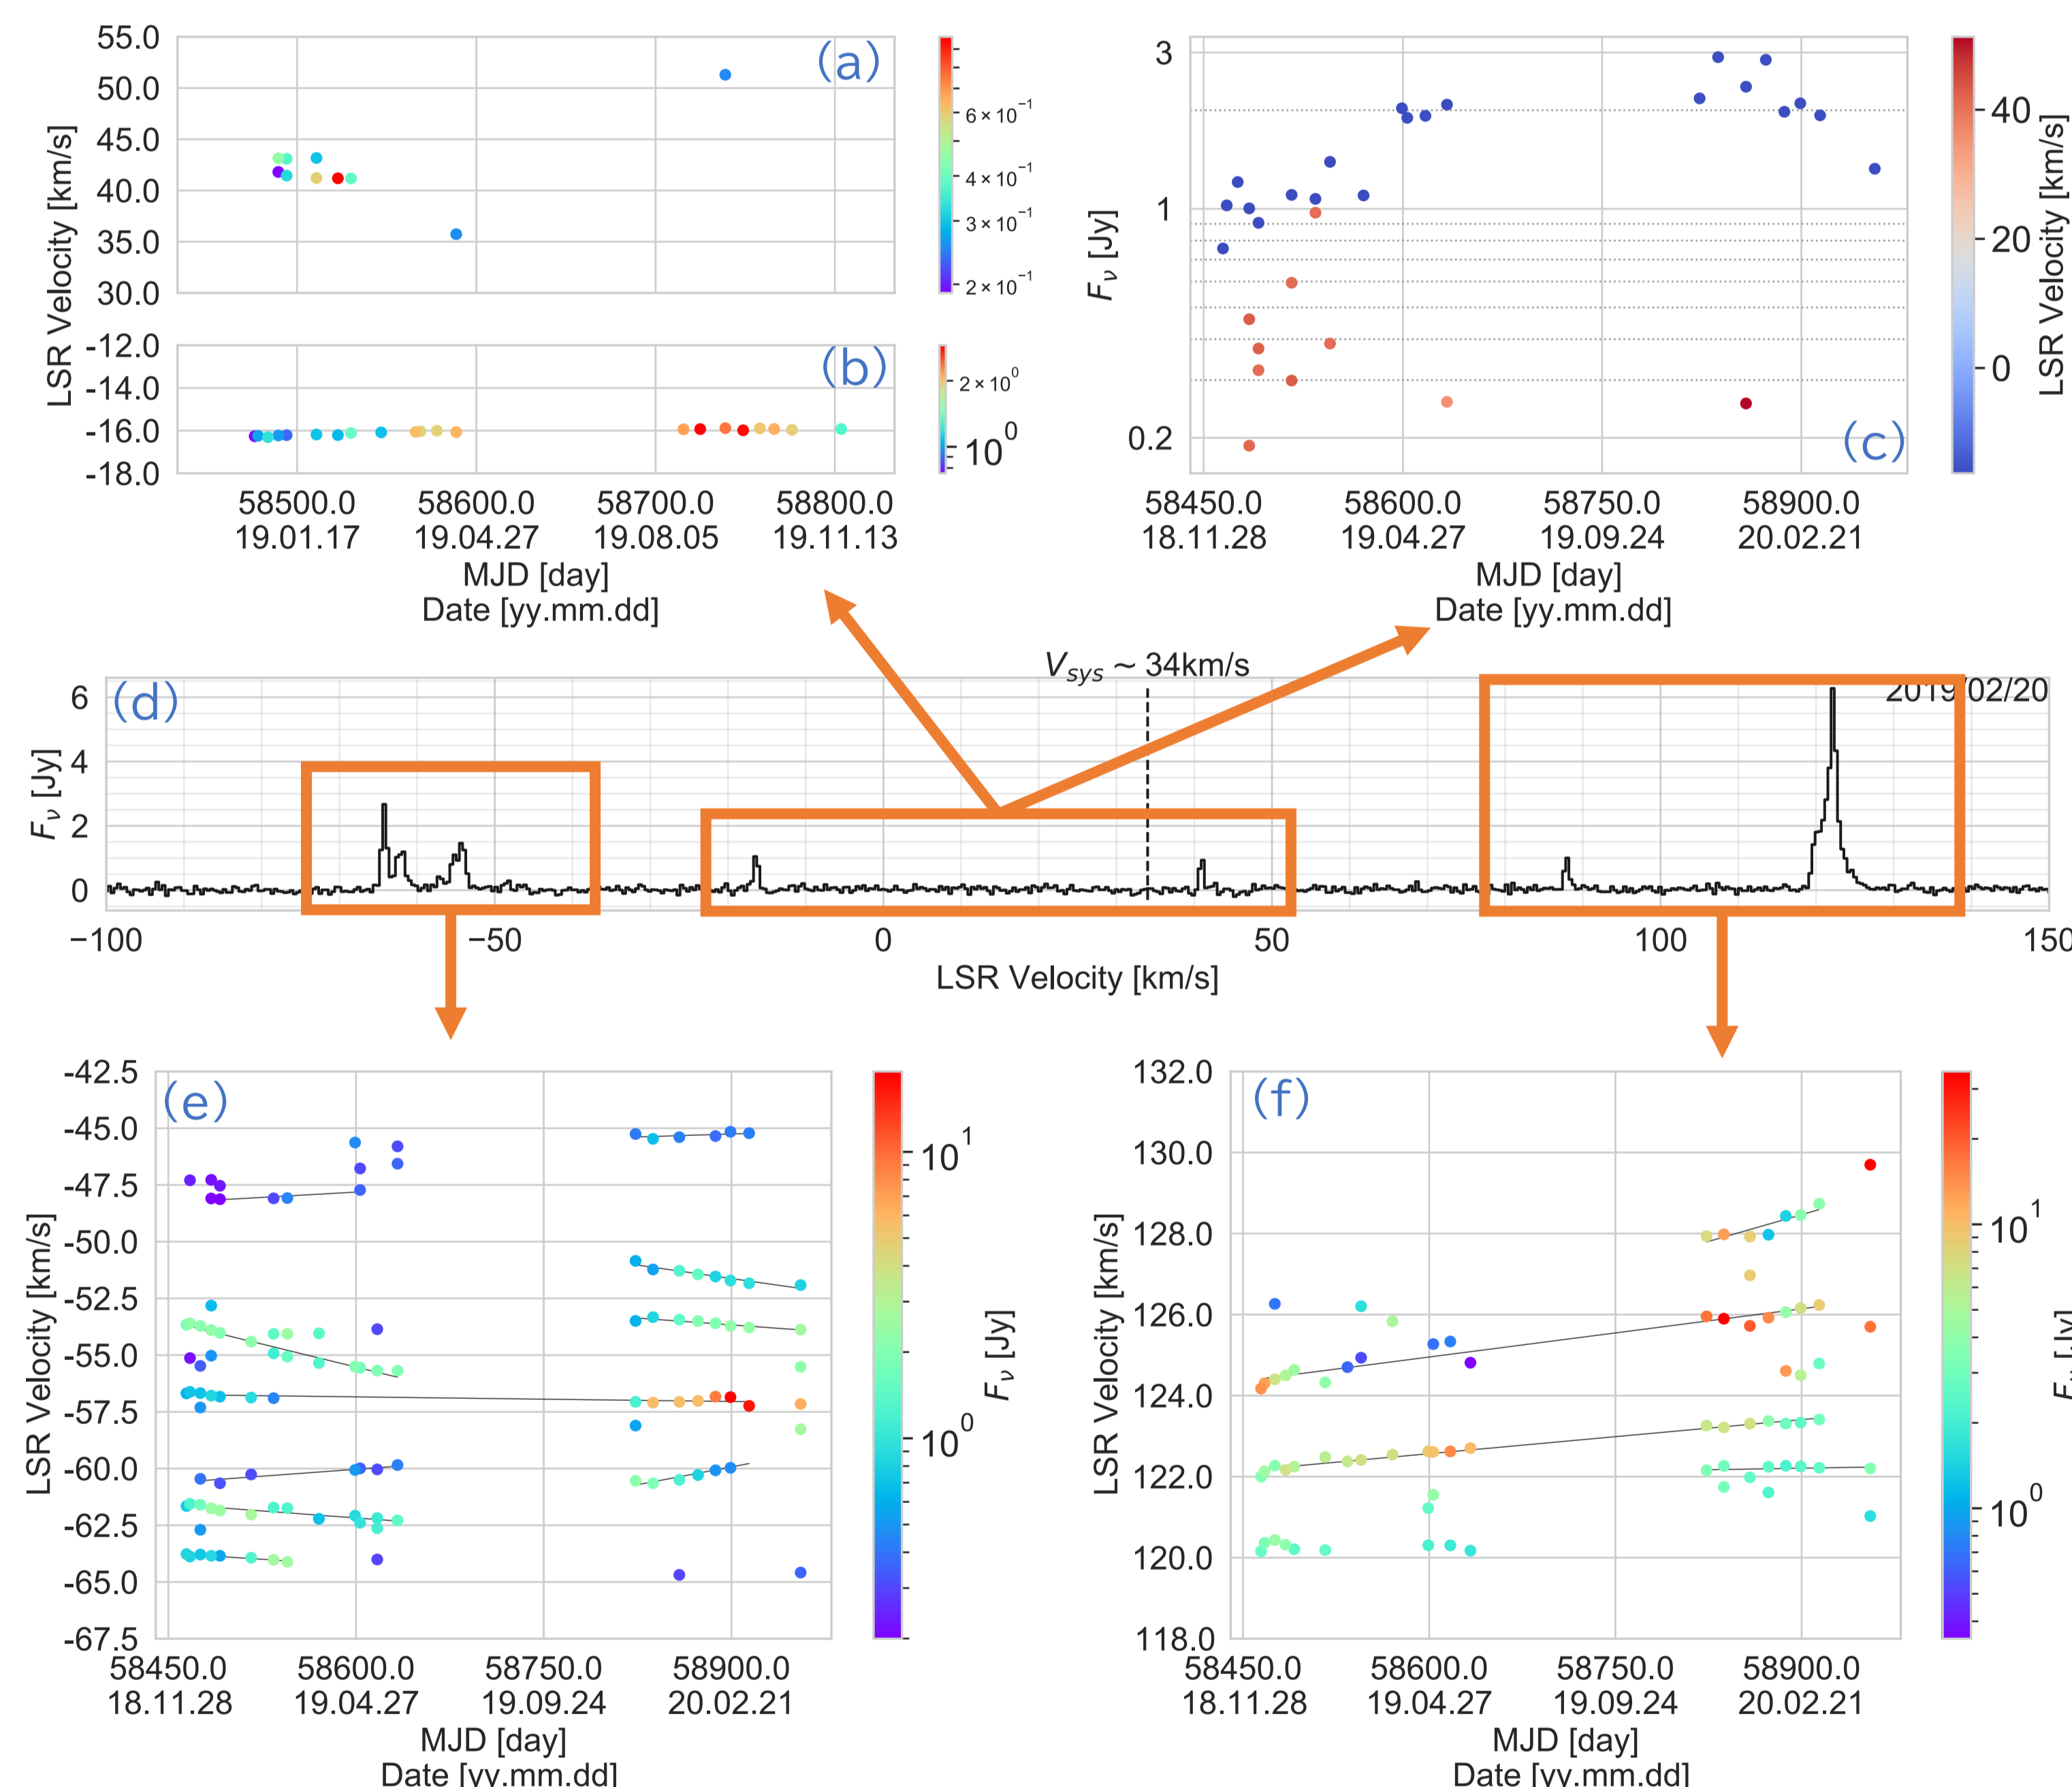 (a)
55.0
50.0
45.0
40.0
35.0
30.0
6 × 10⁻¹
4 × 10⁻¹
3 × 10⁻¹
2 × 10⁻¹
LSR Velocity [km/s]
(b)
-12.0
-14.0
-16.0
-18.0
2 × 10⁰
10⁰
58500.0 58600.0 58700.0 58800.0
19.01.17 19.04.27 19.08.05 19.11.13
MJD [day]
Date [yy.mm.dd]
3
1
0.2
Fν [Jy]
(c)
40
20
0
LSR Velocity [km/s]
58450.0 58600.0 58750.0 58900.0
18.11.28 19.04.27 19.09.24 20.02.21
MJD [day]
Date [yy.mm.dd]
Vsys ~ 34km/s
(d)
2019/02/20
6
4
2
0
Fν [Jy]
−100 −50 0 50 100 150
LSR Velocity [km/s]
(e)
-42.5
-45.0
-47.5
-50.0
-52.5
-55.0
-57.5
-60.0
-62.5
-65.0
-67.5
LSR Velocity [km/s]
10¹
10⁰
Fν [Jy]
58450.0 58600.0 58750.0 58900.0
18.11.28 19.04.27 19.09.24 20.02.21
MJD [day]
Date [yy.mm.dd]
(f)
132.0
130.0
128.0
126.0
124.0
122.0
120.0
118.0
LSR Velocity [km/s]
10¹
10⁰
58450.0 58600.0 58750.0 58900.0
18.11.28 19.04.27 19.09.24 20.02.21
MJD [day]
Date [yy.mm.dd]